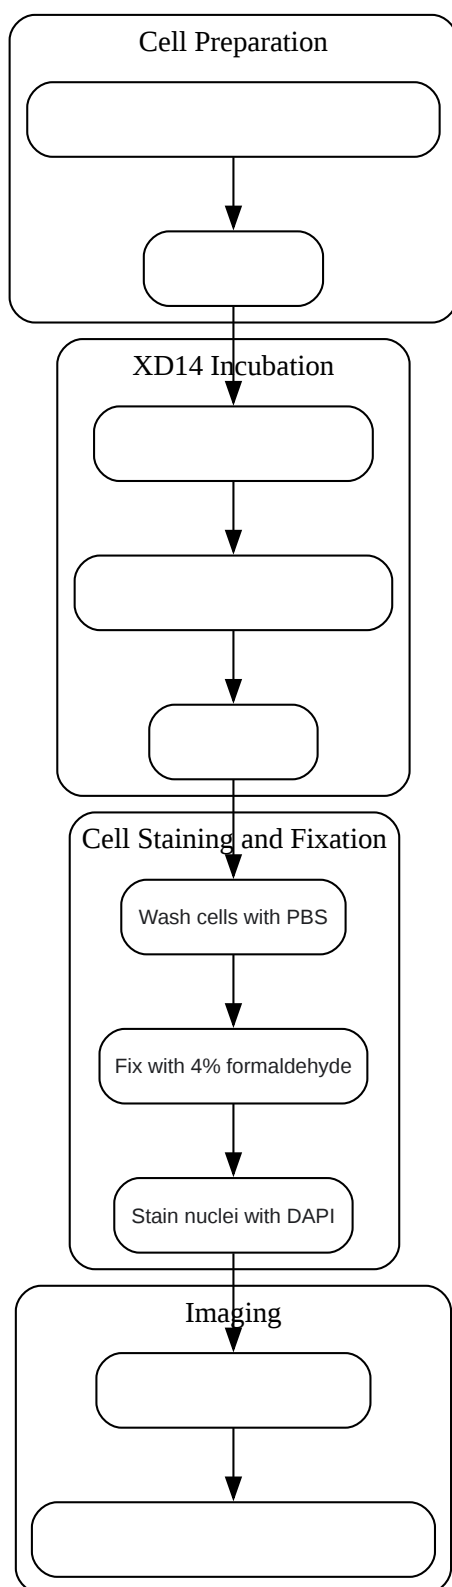 Cell Preparation
XD14 Incubation
Cell Staining and Fixation
Wash cells with PBS
Fix with 4% formaldehyde
Stain nuclei with DAPI
Imaging